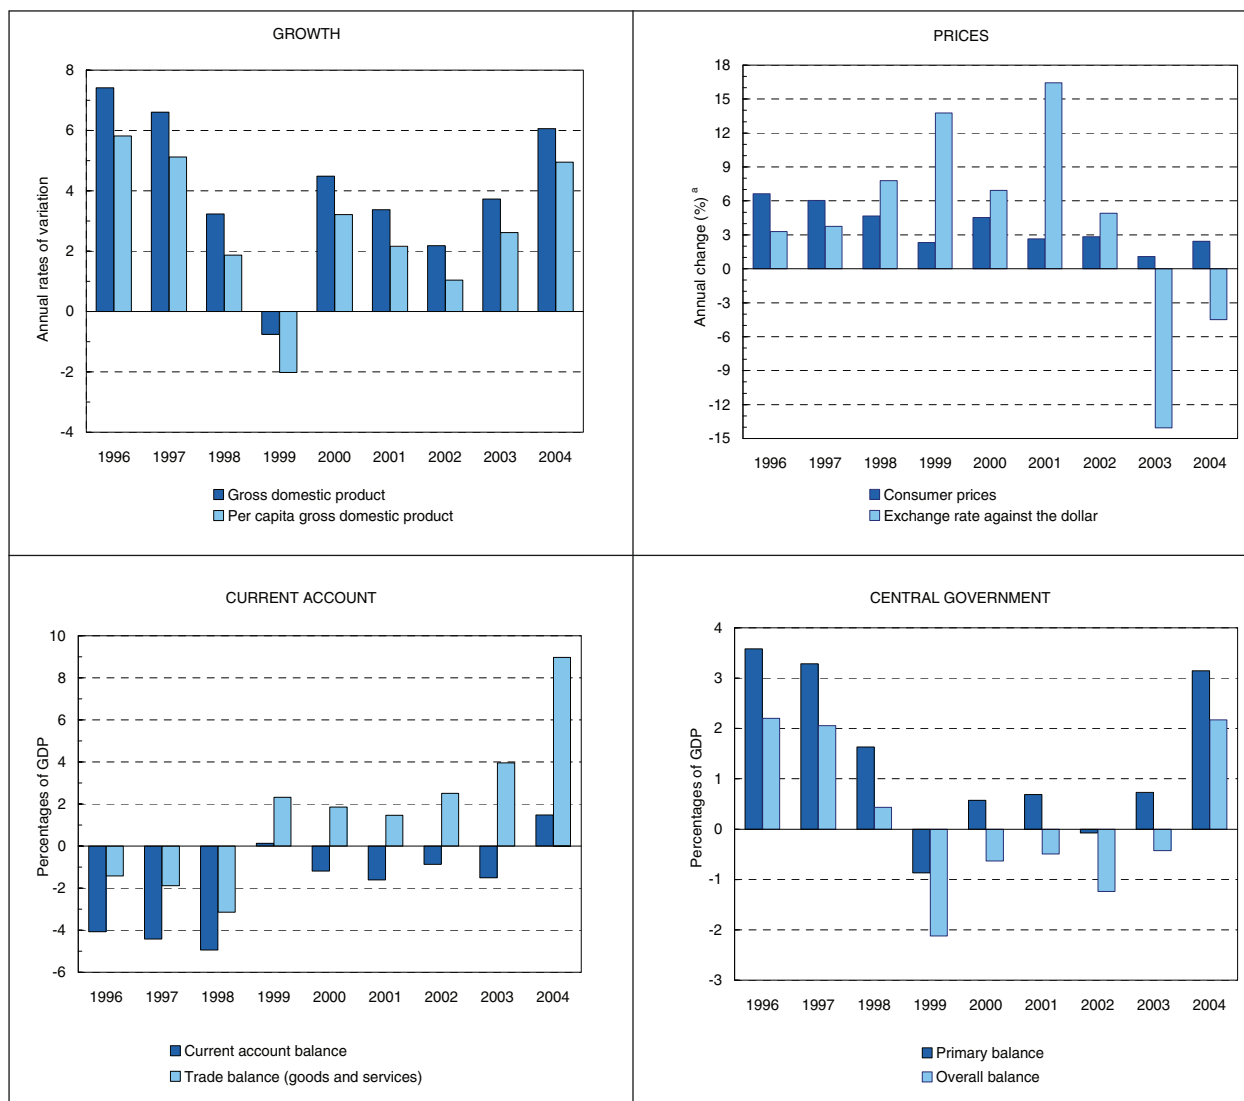 GROWTH
Annual rates of variation
8
6
4
2
0
-2
-4
1996 1997 1998 1999 2000 2001 2002 2003 2004
Gross domestic product
Per capita gross domestic product
PRICES
Annual change (%) a
18
15
12
9
6
3
0
-3
-6
-9
-12
-15
1996 1997 1998 1999 2000 2001 2002 2003 2004
Consumer prices
Exchange rate against the dollar
CURRENT ACCOUNT
Percentages of GDP
10
8
6
4
2
0
-2
-4
-6
1996 1997 1998 1999 2000 2001 2002 2003 2004
Current account balance
Trade balance (goods and services)
CENTRAL GOVERNMENT
Percentages of GDP
4
3
2
1
0
-1
-2
-3
1996 1997 1998 1999 2000 2001 2002 2003 2004
Primary balance
Overall balance